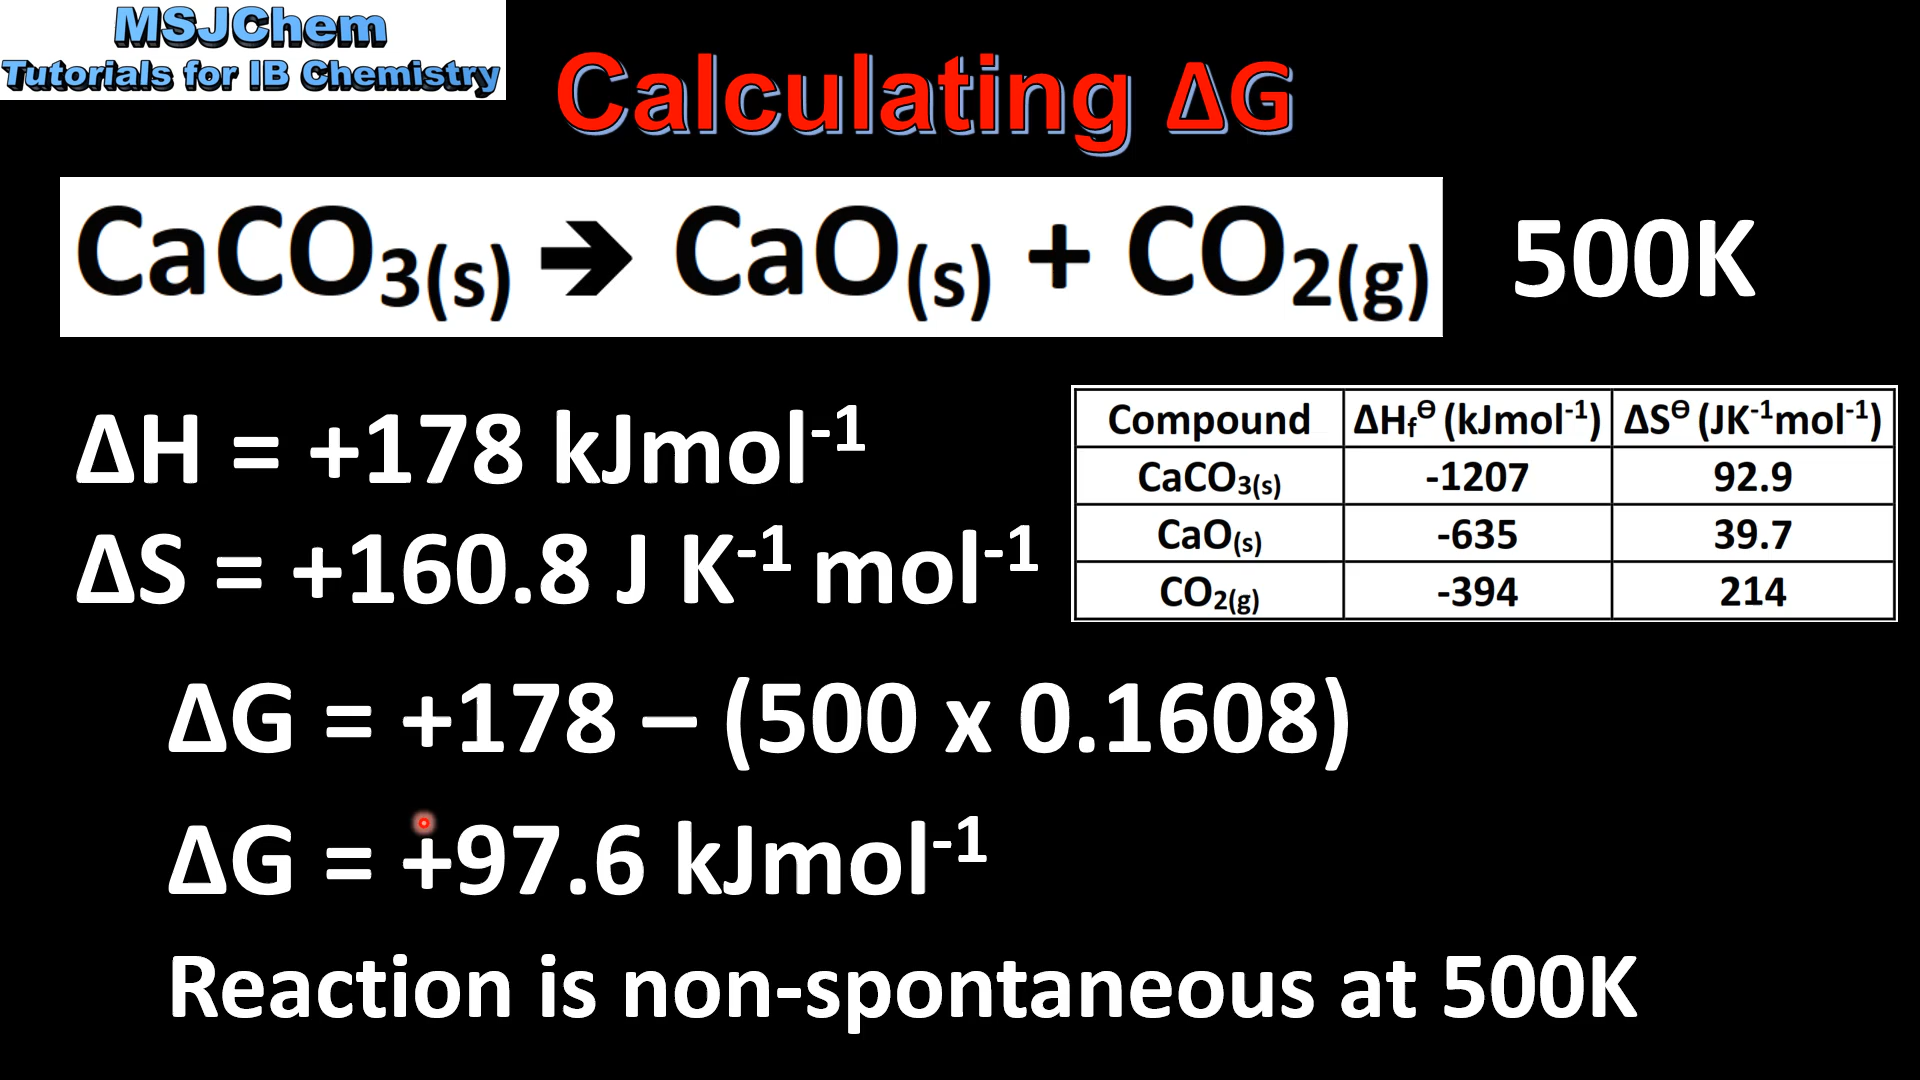 MSJChem
Tutorials for IB Chemistry
Calculating ΔG
CaCO₃(s) ➔ CaO(s) + CO₂(g) 500K
ΔH = +178 kJmol⁻¹
ΔS = +160.8 J K⁻¹ mol⁻¹
Compound ΔHfᶱ (kJmol⁻¹) ΔSᶱ (JK⁻¹mol⁻¹)
CaCO₃(s) -1207 92.9
CaO(s) -635 39.7
CO₂(g) -394 214
ΔG = +178 – (500 x 0.1608)
ΔG = +97.6 kJmol⁻¹
Reaction is non-spontaneous at 500K